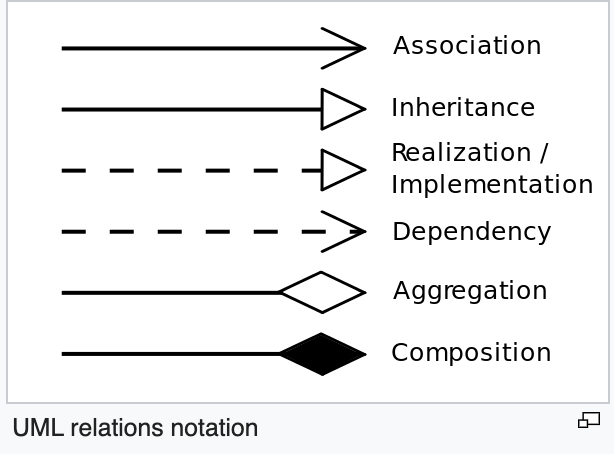 Association
Inheritance
Realization /
Implementation
Dependency
Aggregation
Composition
UML relations notation